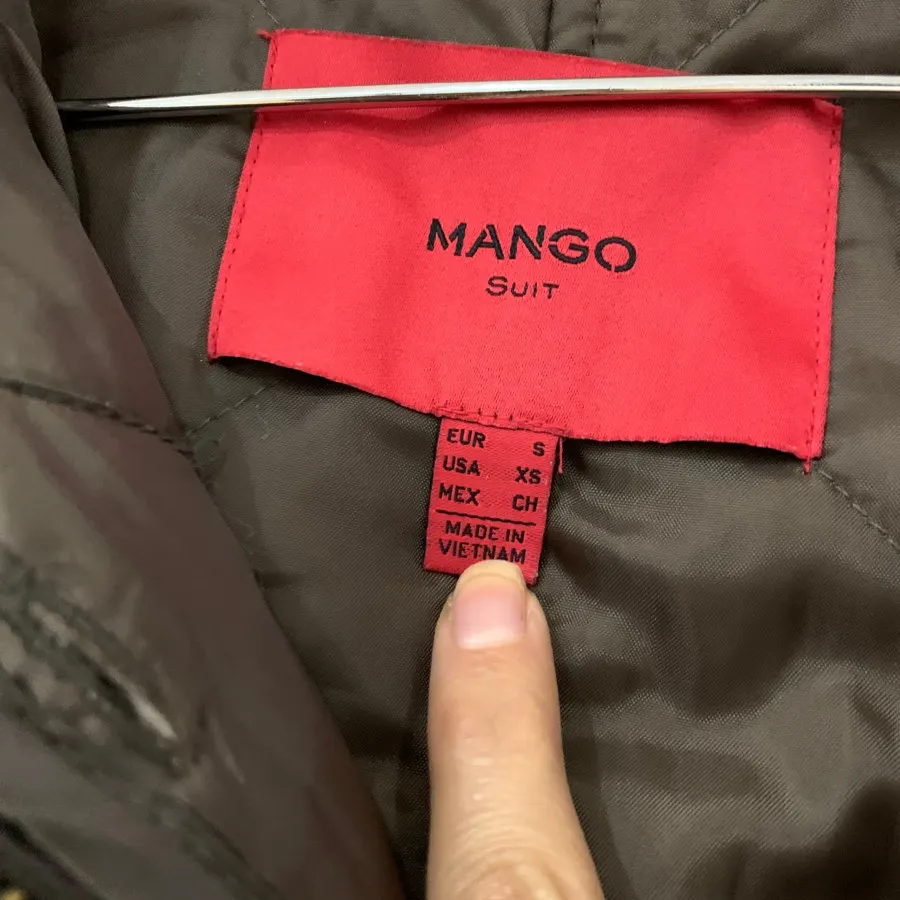 MANGO
SUIT
EUR S
USA XS
MEX CH
MADE IN
VIETNAM